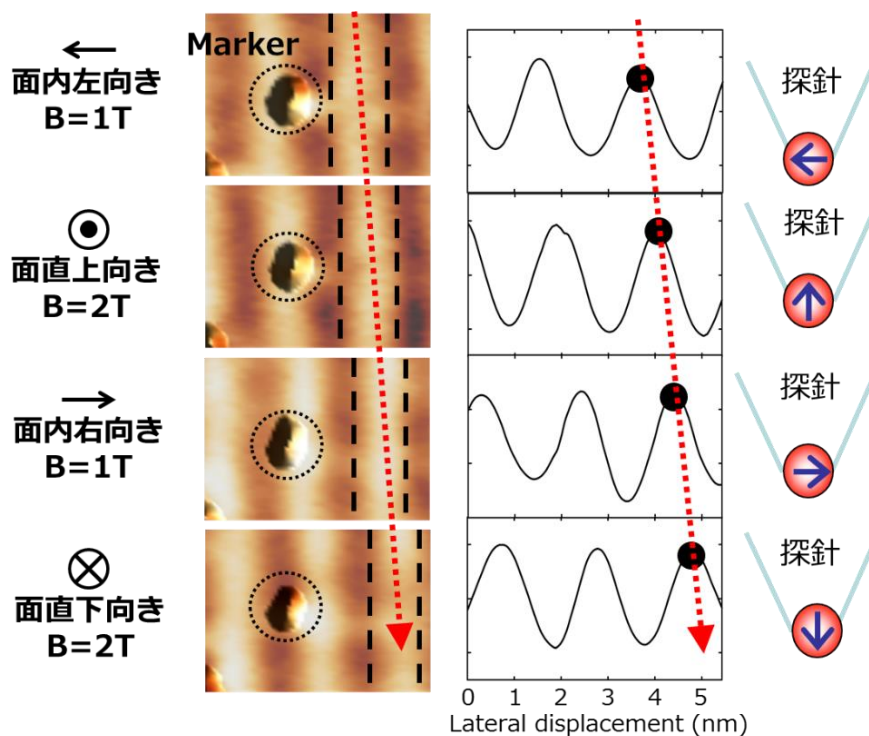 Marker
面内左向き
B=1T
探針
面直上向き
B=2T
探針
面内右向き
B=1T
探針
面直下向き
B=2T
探針
0 1 2 3 4 5
Lateral displacement (nm)